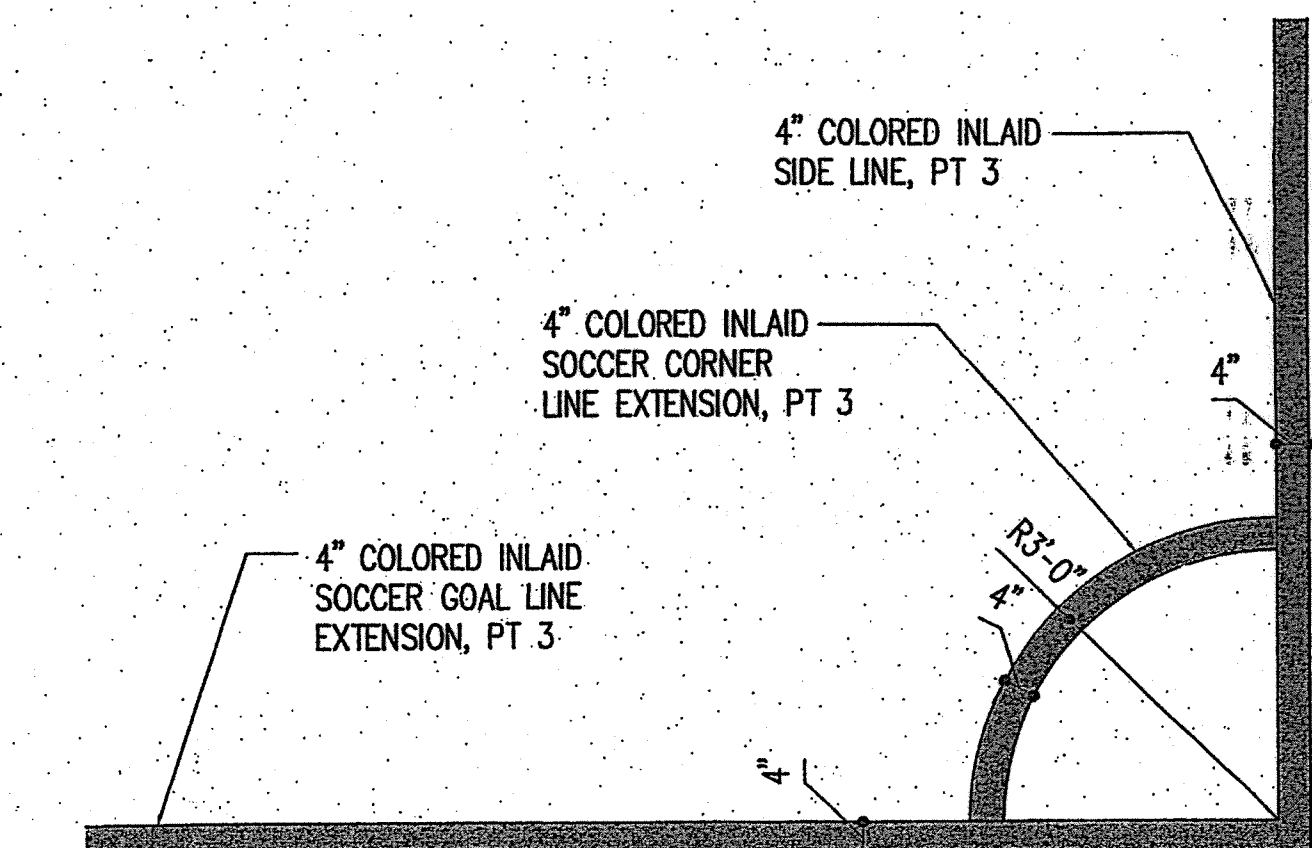 4" COLORED INLAID
SIDE LINE, PT 3
4" COLORED INLAID
SOCCER CORNER
LINE EXTENSION, PT 3
4"
R3'-0"
4"
4" COLORED INLAID
SOCCER GOAL LINE
EXTENSION, PT 3
4"